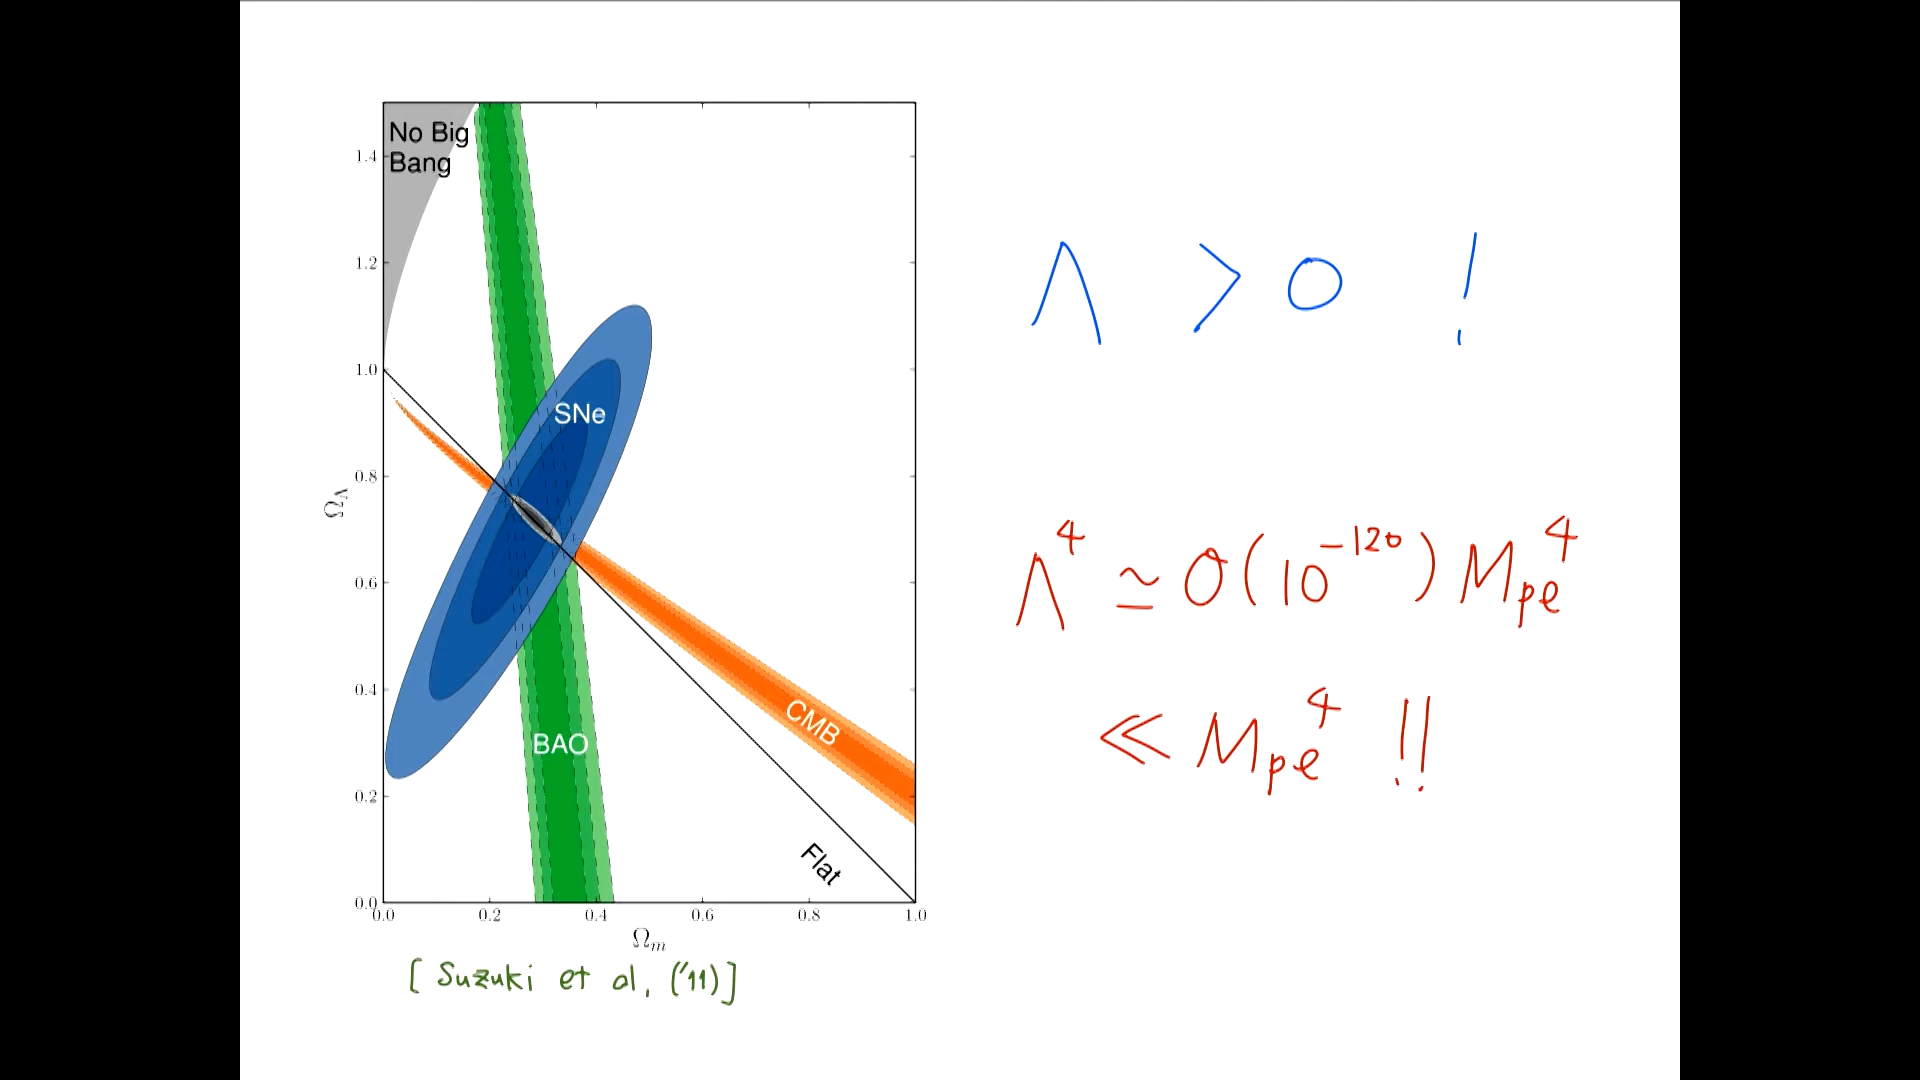 No Big
Bang
1.4
1.2
1.0
SNe
0.8
Ω_Λ
0.6
0.4
CMB
BAO
0.2
Flat
0.0
0.0 0.2 0.4 0.6 0.8 1.0
Ω_m
[ Suzuki et al, ('11) ]
Λ > 0 !
Λ⁴ ≃ O(10⁻¹²⁰) M_pl⁴
≪ M_pl⁴ !!